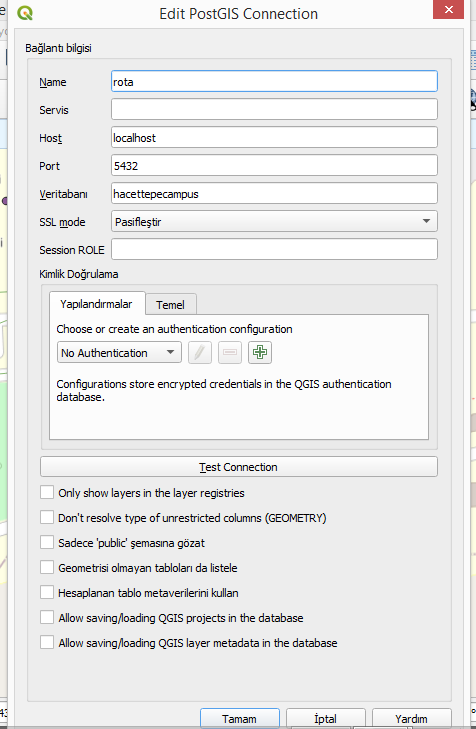 Edit PostGIS Connection
Bağlantı bilgisi
Name rota
Servis
Host localhost
Port 5432
Veritabanı hacettepecampus
SSL mode Pasifleştir
Session ROLE
Kimlik Doğrulama
Yapılandırmalar Temel
Choose or create an authentication configuration
No Authentication
Configurations store encrypted credentials in the QGIS authentication
database.
Test Connection
Only show layers in the layer registries
Don't resolve type of unrestricted columns (GEOMETRY)
Sadece 'public' şemasına gözat
Geometrisi olmayan tabloları da listele
Hesaplanan tablo metaverilerini kullan
Allow saving/loading QGIS projects in the database
Allow saving/loading QGIS layer metadata in the database
Tamam İptal Yardım